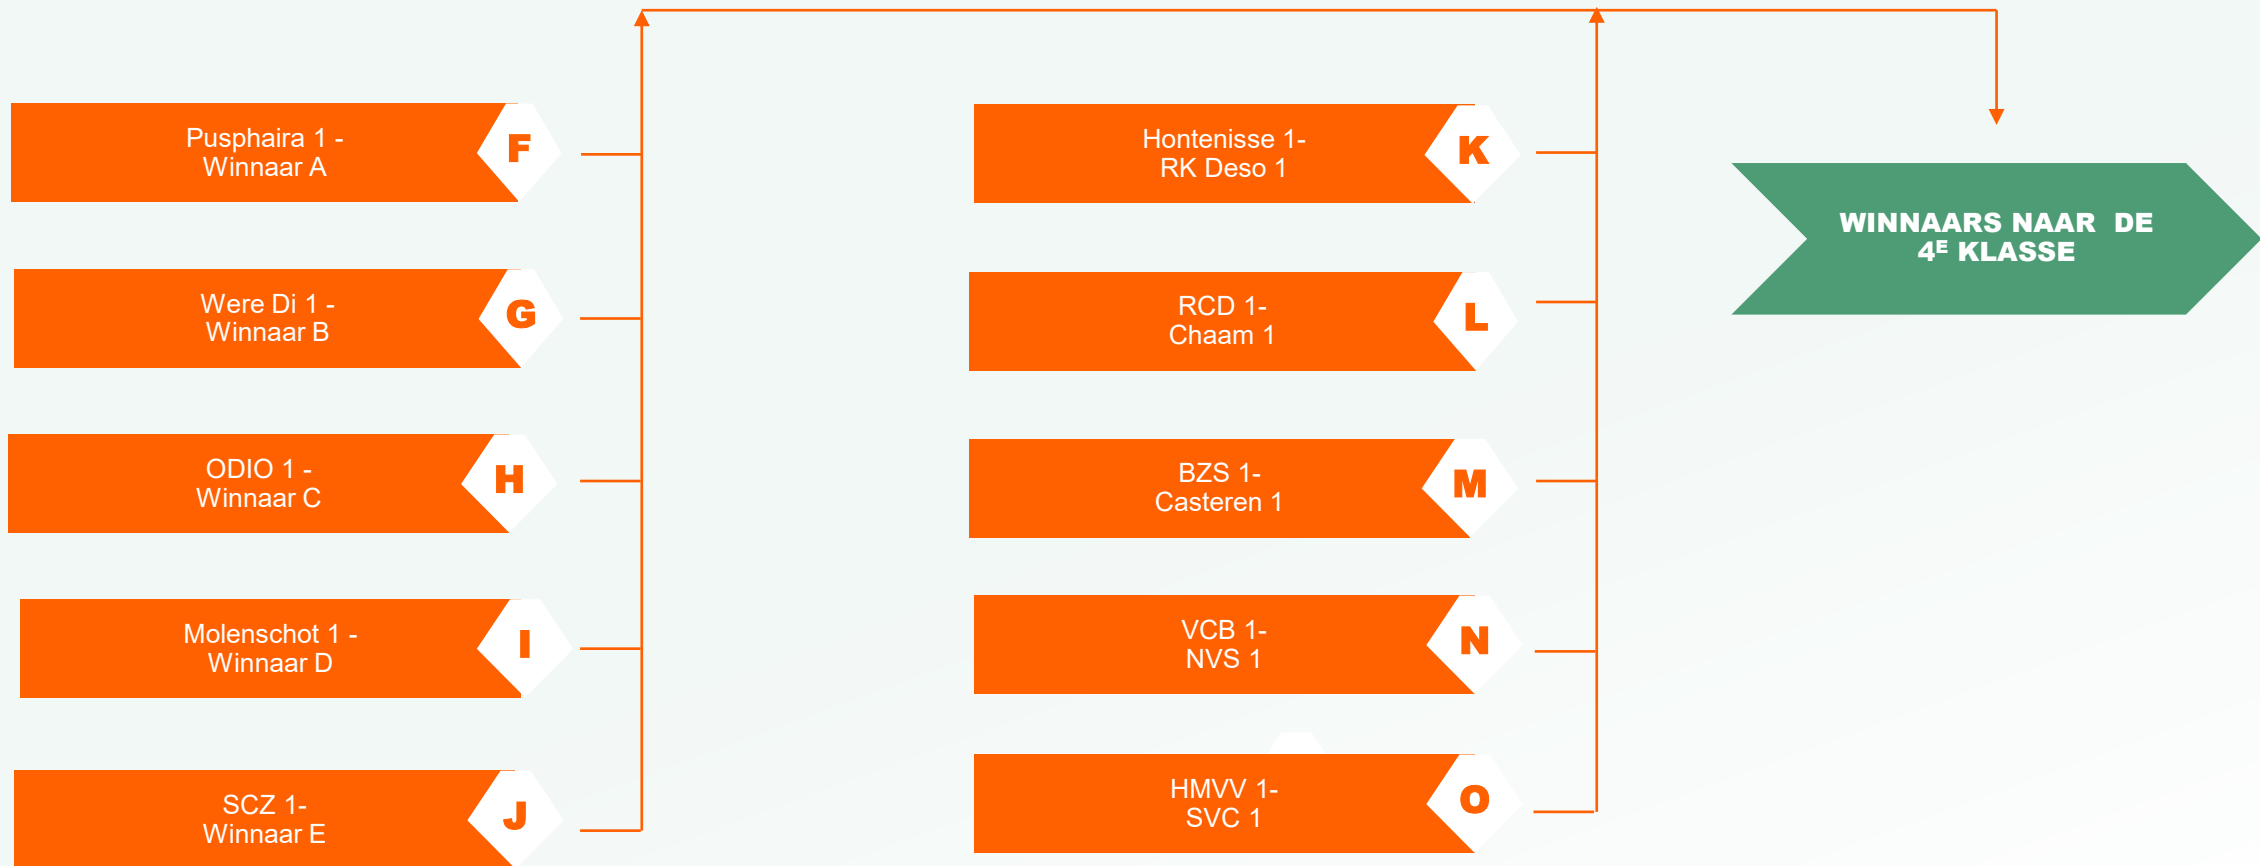 Pusphaira 1 -
Winnaar A
F
Were Di 1 -
Winnaar B
G
ODIO 1 -
Winnaar C
H
Molenschot 1 -
Winnaar D
I
SCZ 1-
Winnaar E
J
Hontenisse 1-
RK Deso 1
K
RCD 1-
Chaam 1
L
BZS 1-
Casteren 1
M
VCB 1-
NVS 1
N
HMVV 1-
SVC 1
O
WINNAARS NAAR DE
4E KLASSE